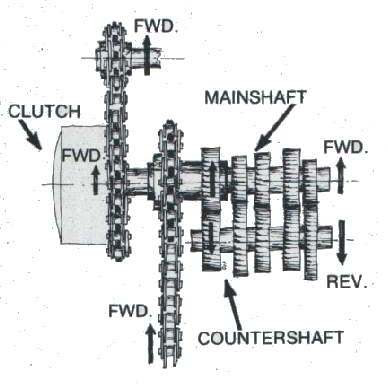 FWD.
MAINSHAFT
CLUTCH
FWD.
FWD.
REV.
FWD.
COUNTERSHAFT